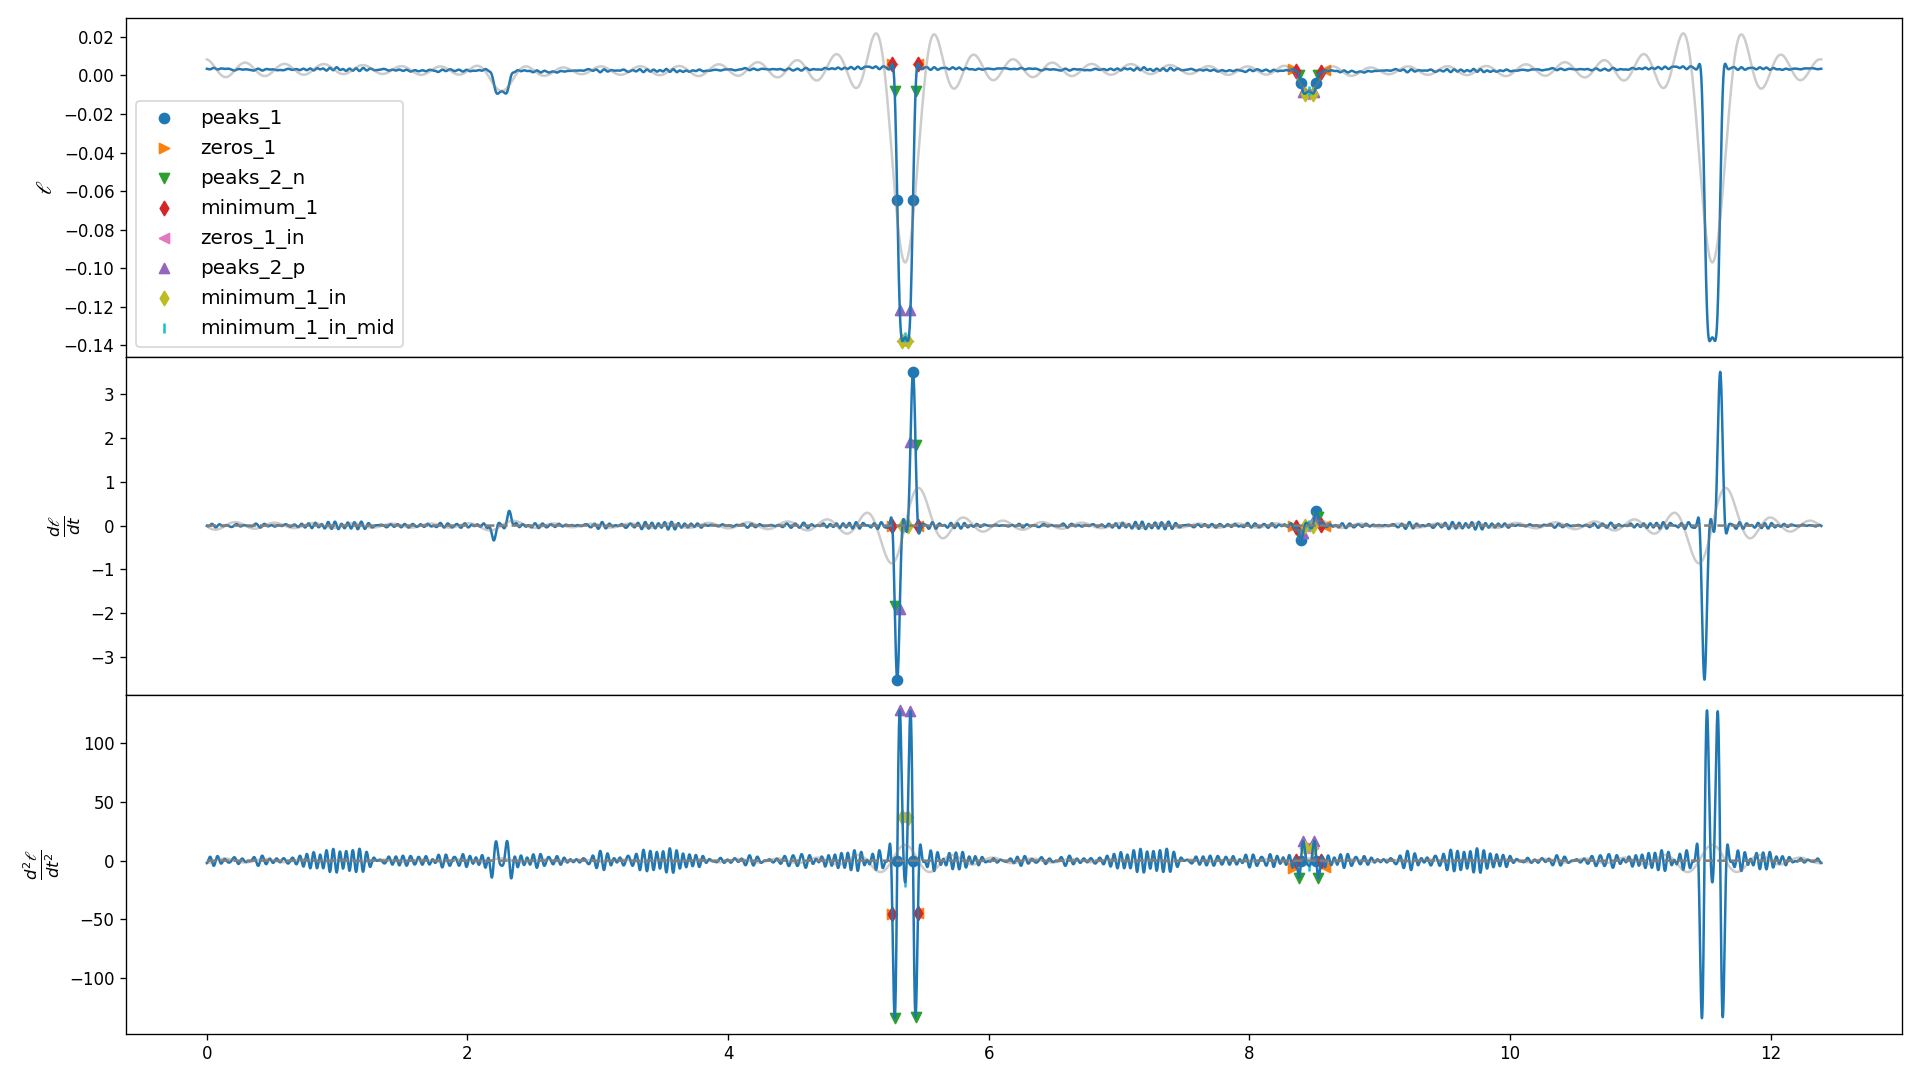 0.02
0.00
−0.02
−0.04
−0.06
−0.08
−0.10
−0.12
−0.14
ℓ
peaks_1
zeros_1
peaks_2_n
minimum_1
zeros_1_in
peaks_2_p
minimum_1_in
minimum_1_in_mid
3
2
1
0
−1
−2
−3
dℓ
dt
100
50
0
−50
−100
d²ℓ
dt²
0 2 4 6 8 10 12